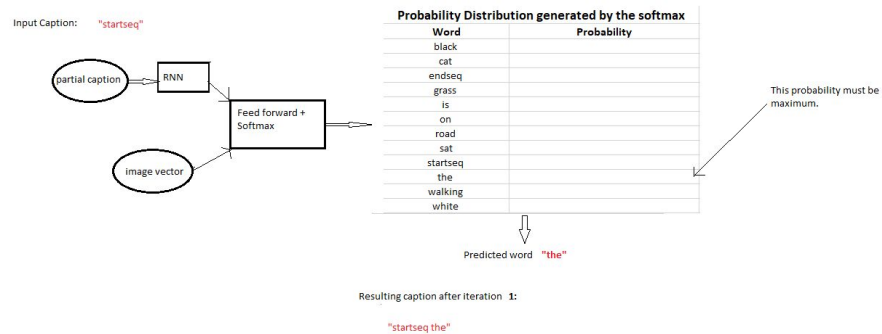 Input Caption: "startseq"
partial caption
RNN
Feed forward +
Softmax
image vector
Probability Distribution generated by the softmax
Word Probability
black
cat
endseq
grass
is
on
road
sat
startseq
the
walking
white
This probability must be
maximum.
Predicted word "the"
Resulting caption after iteration 1:
"startseq the"